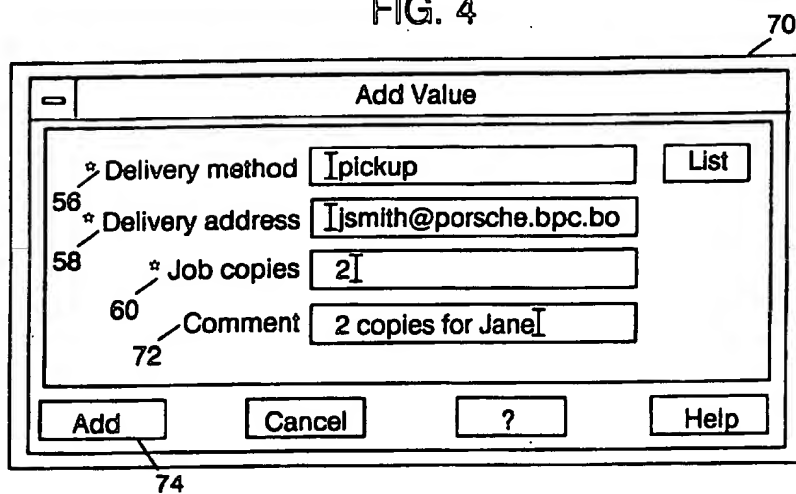 FIG. 4
70
Add Value
* Delivery method pickup List
56
* Delivery address jsmith@porsche.bpc.bo
58
* Job copies 2
60
Comment 2 copies for Jane
72
Add Cancel ? Help
74